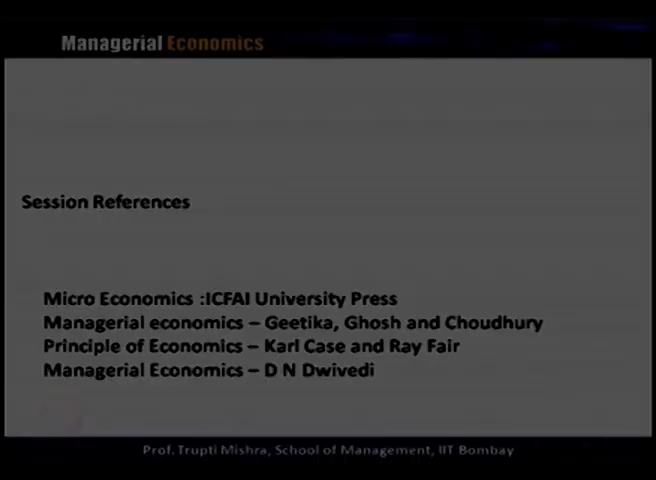 Managerial Economics
Session References
Micro Economics :ICFAI University Press
Managerial economics – Geetika, Ghosh and Choudhury
Principle of Economics – Karl Case and Ray Fair
Managerial Economics – D N Dwivedi
Prof. Trupti Mishra, School of Management, IIT Bombay